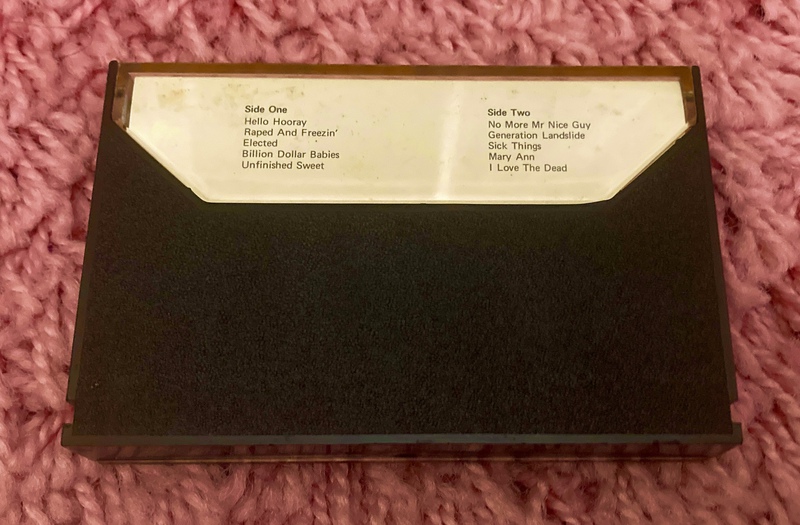 Side One
Hello Hooray
Raped And Freezin'
Elected
Billion Dollar Babies
Unfinished Sweet
Side Two
No More Mr Nice Guy
Generation Landslide
Sick Things
Mary Ann
I Love The Dead